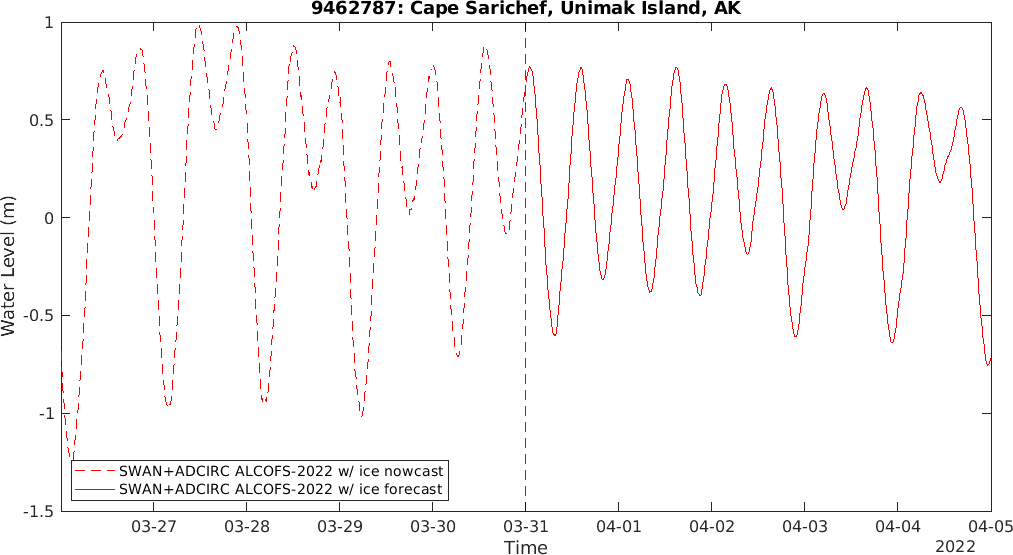 9462787: Cape Sarichef, Unimak Island, AK
Water Level (m)
1
0.5
0
-0.5
-1
-1.5
SWAN+ADCIRC ALCOFS-2022 w/ ice nowcast
SWAN+ADCIRC ALCOFS-2022 w/ ice forecast
03-27 03-28 03-29 03-30 03-31 04-01 04-02 04-03 04-04 04-05
Time
2022